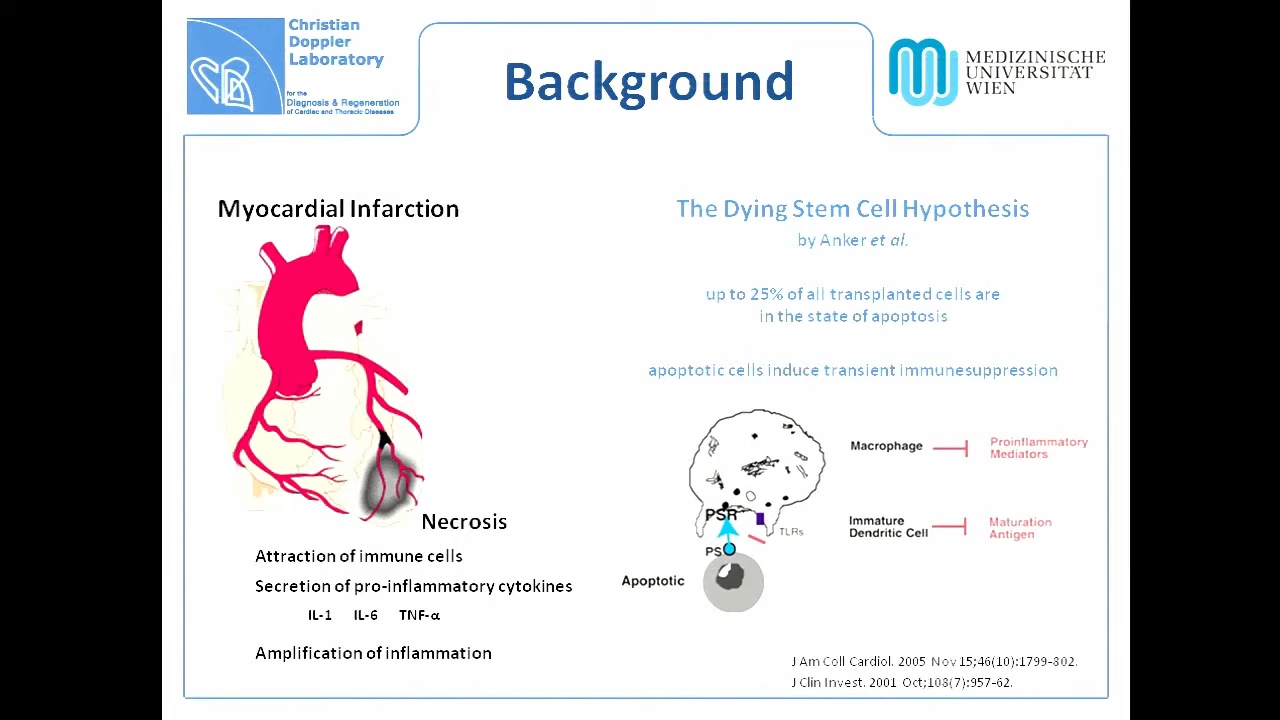 Christian
Doppler
Laboratory
for the
Diagnosis & Regeneration
of Cardiac and Thoracic Diseases
Background
MEDIZINISCHE
UNIVERSITÄT
WIEN
Myocardial Infarction
Necrosis
Attraction of immune cells
Secretion of pro-inflammatory cytokines
IL-1 IL-6 TNF-α
Amplification of inflammation
The Dying Stem Cell Hypothesis
by Anker et al.
up to 25% of all transplanted cells are
in the state of apoptosis
apoptotic cells induce transient immunesuppression
Macrophage
Proinflammatory
Mediators
Immature
Dendritic Cell
Maturation
Antigen
PSR
TLRs
PS
Apoptotic
J Am Coll Cardiol. 2005 Nov 15;46(10):1799-802.
J Clin Invest. 2001 Oct;108(7):957-62.